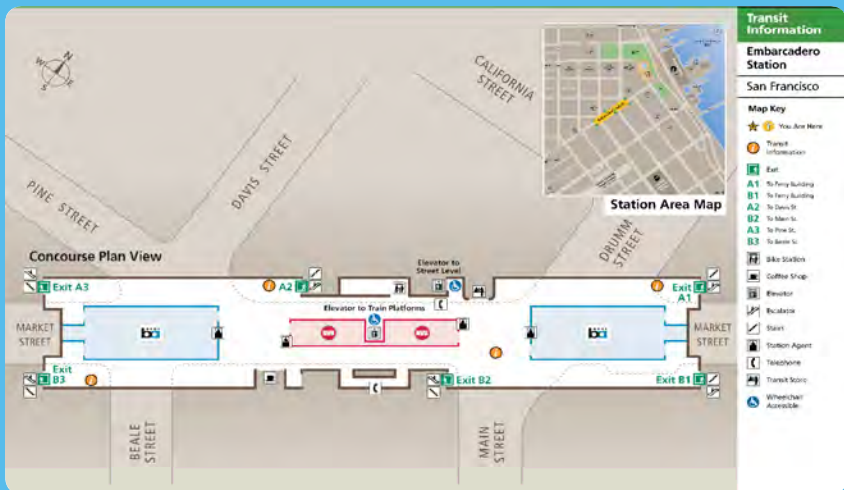 Transit
Information
Embarcadero
Station
San Francisco
Map Key
You Are Here
Transit
Information
Exit
A1 To Ferry Building
B1 To Ferry Building
A2 To Davis St.
B2 To Main St.
A3 To Pine St.
B3 To Beale St.
Bike Station
Coffee Shop
Elevator
Escalator
Stairs
Station Agent
Telephone
Transit Store
Wheelchair
Accessible
N
W
E
S
PINE STREET
DAVIS STREET
CALIFORNIA
STREET
DRUMM
STREET
Station Area Map
Concourse Plan View
Elevator to
Street Level
Exit A3
A2
Exit
A1
Elevator to Train Platforms
MARKET
STREET
ba
ba
MARKET
STREET
Exit
B3
Exit B2
Exit B1
BEALE
STREET
MAIN
STREET